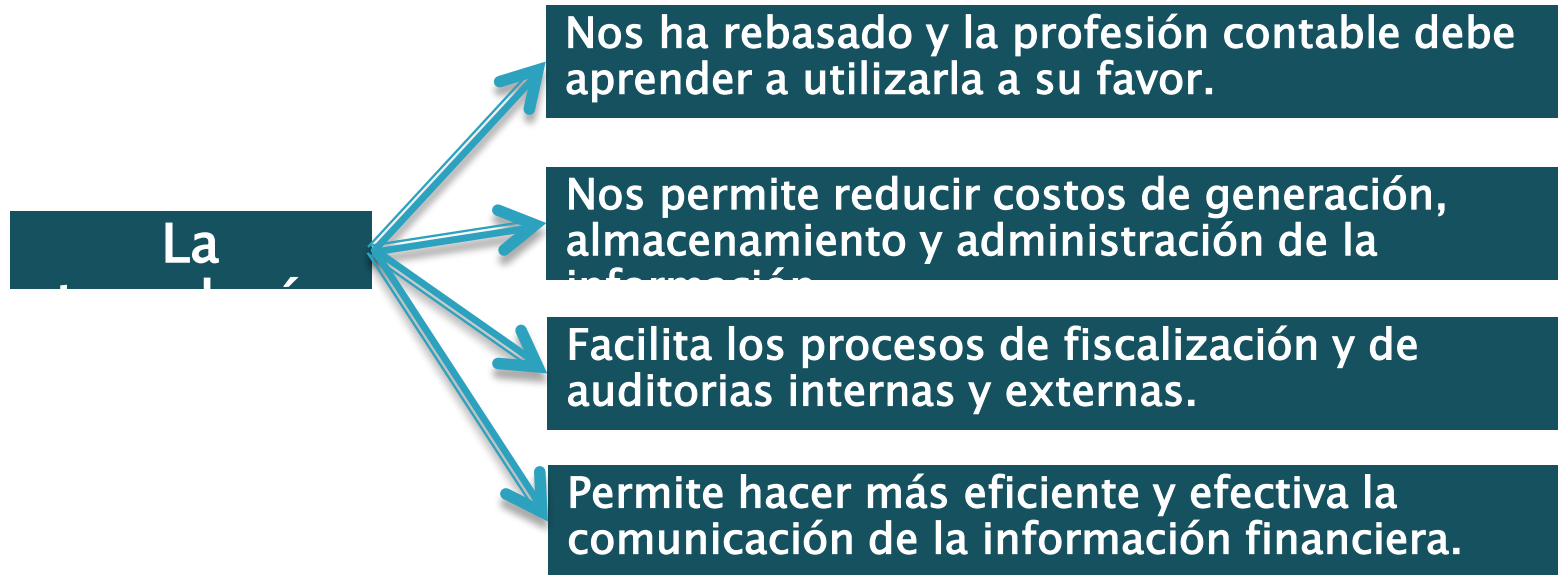 La
Nos ha rebasado y la profesión contable debe
aprender a utilizarla a su favor.
Nos permite reducir costos de generación,
almacenamiento y administración de la
información
Facilita los procesos de fiscalización y de
auditorias internas y externas.
Permite hacer más eficiente y efectiva la
comunicación de la información financiera.